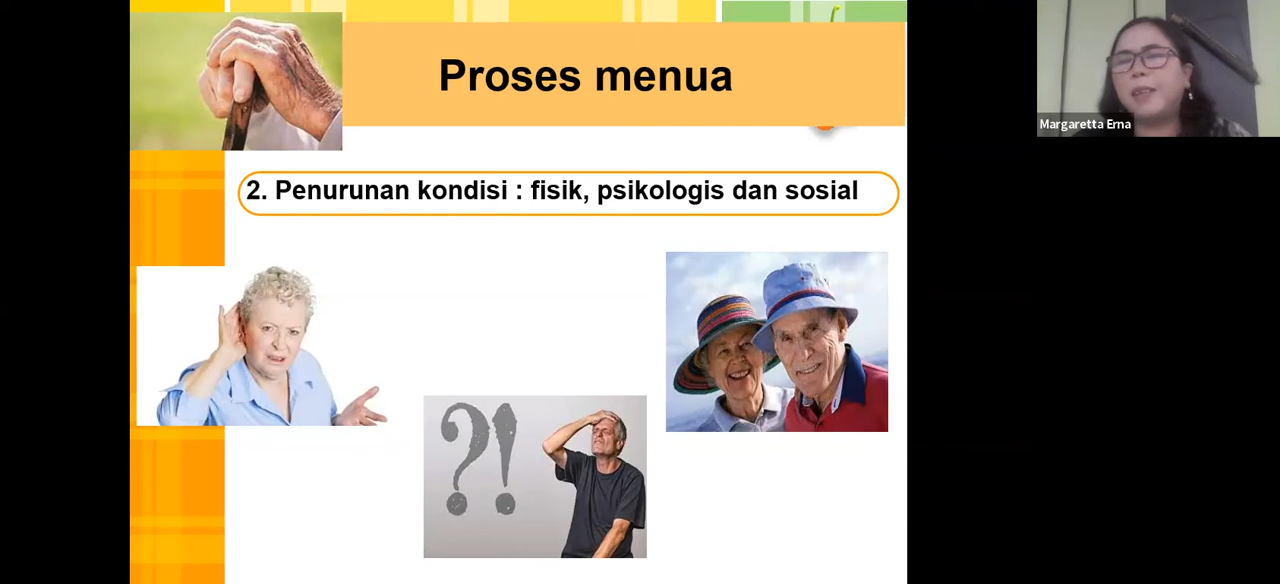 Proses menua
Margaretta Erna
2. Penurunan kondisi : fisik, psikologis dan sosial
?!